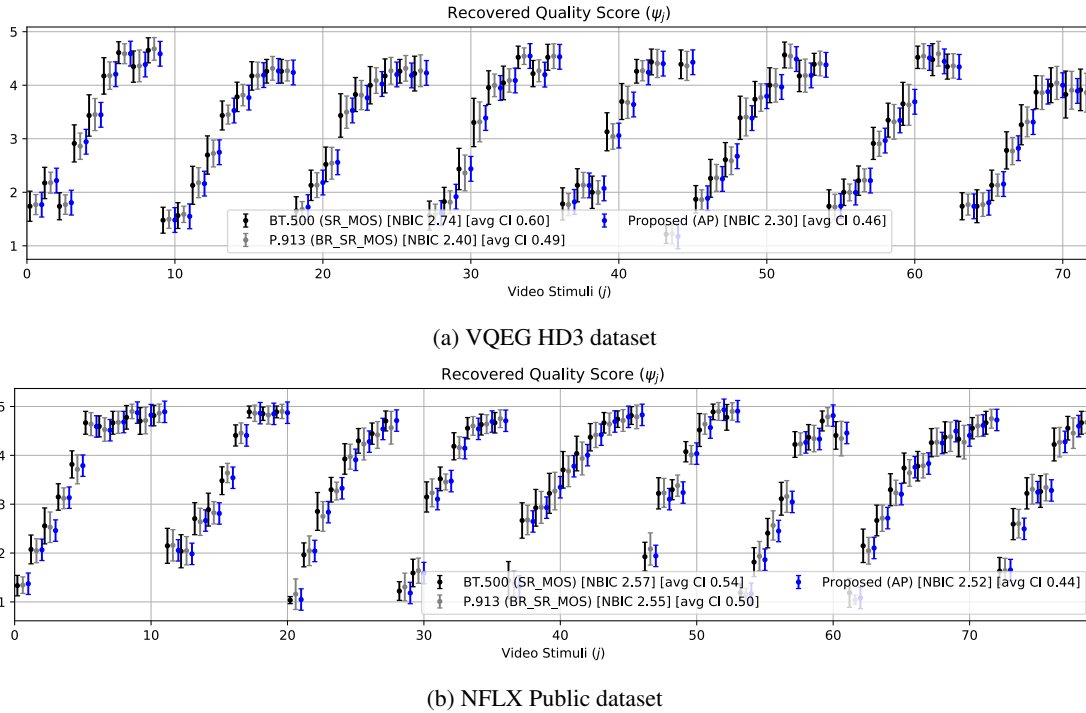 Recovered Quality Score (ψj)
5
4
3
2
1
BT.500 (SR_MOS) [NBIC 2.74] [avg CI 0.60]
P.913 (BR_SR_MOS) [NBIC 2.40] [avg CI 0.49]
Proposed (AP) [NBIC 2.30] [avg CI 0.46]
0 10 20 30 40 50 60 70
Video Stimuli (j)
(a) VQEG HD3 dataset
Recovered Quality Score (ψj)
5
4
3
2
1
BT.500 (SR_MOS) [NBIC 2.57] [avg CI 0.54]
P.913 (BR_SR_MOS) [NBIC 2.55] [avg CI 0.50]
Proposed (AP) [NBIC 2.52] [avg CI 0.44]
0 10 20 30 40 50 60 70
Video Stimuli (j)
(b) NFLX Public dataset